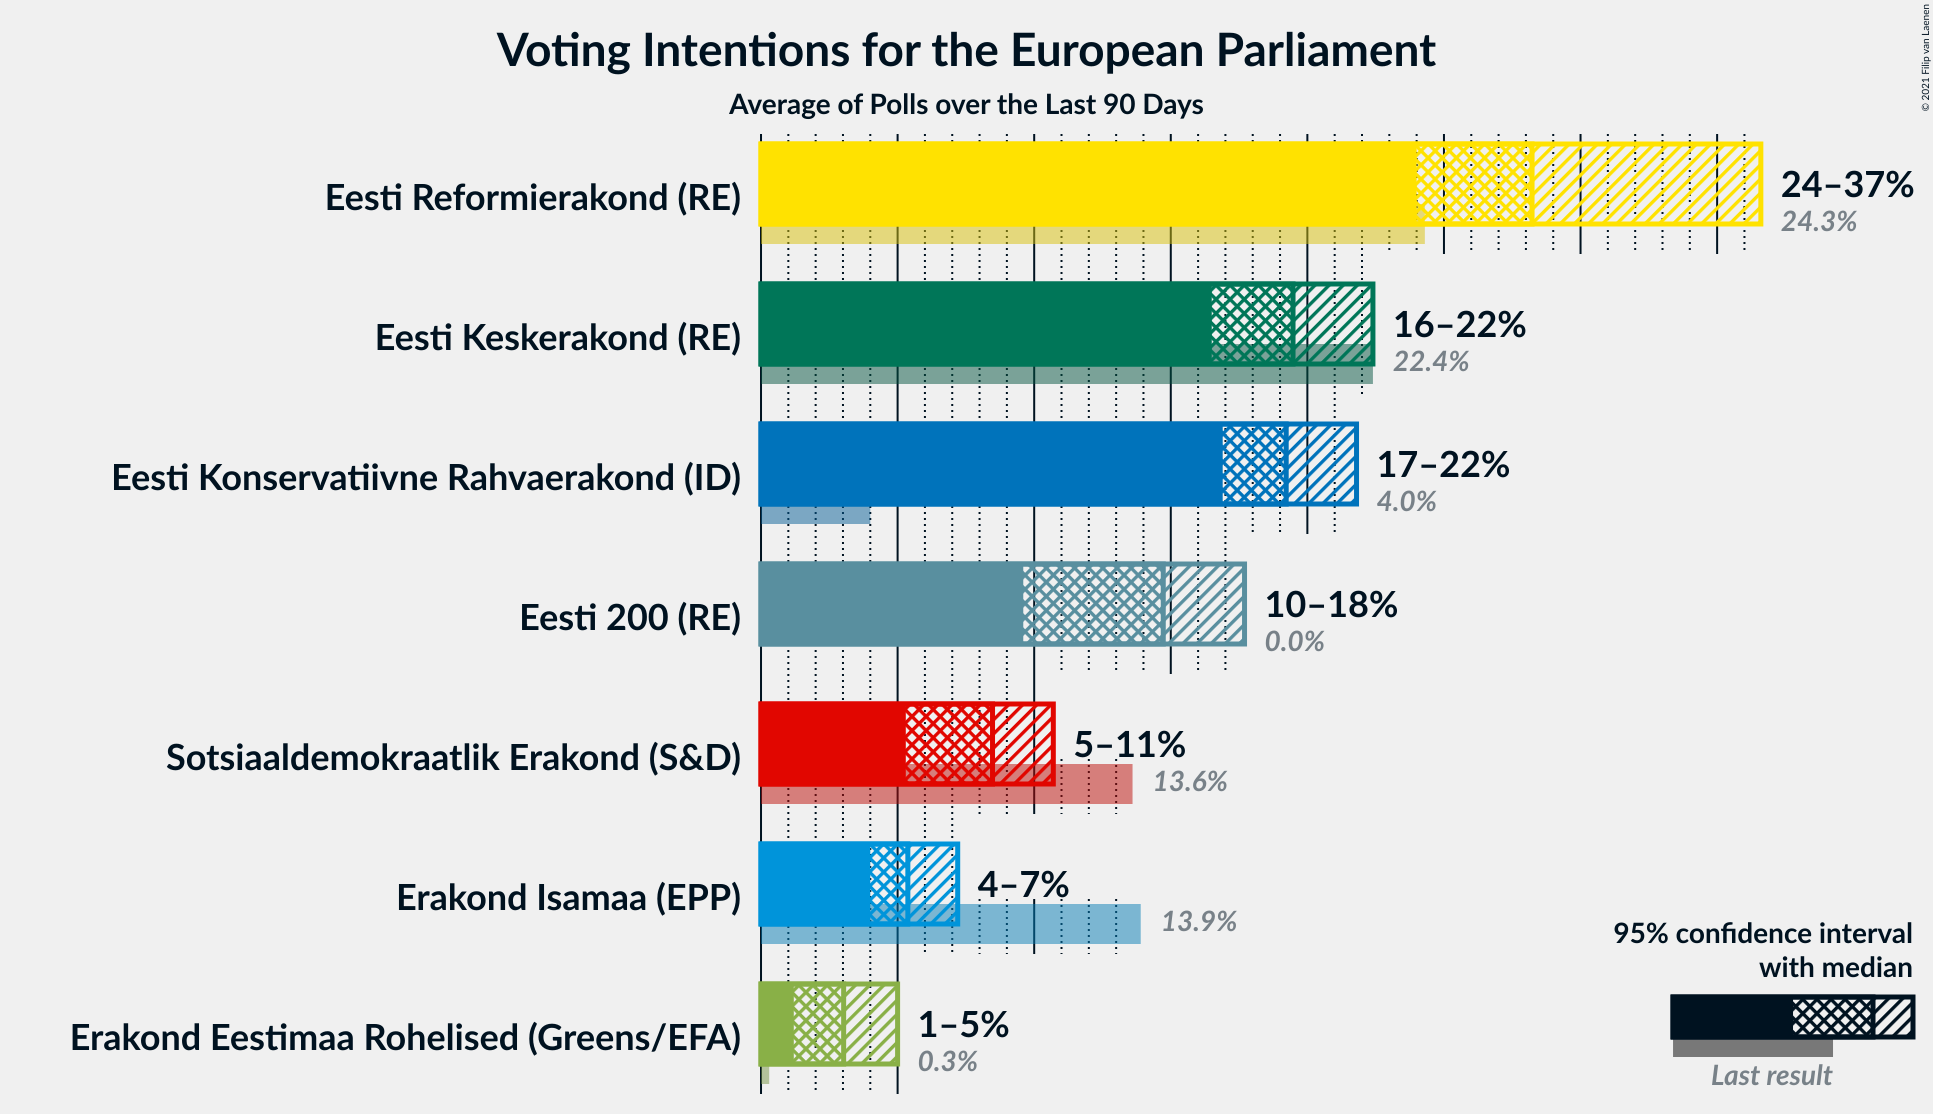 Voting Intentions for the European Parliament
Average of Polls over the Last 90 Days
© 2021 Filip van Laenen
Eesti Reformierakond (RE)
24–37%
24.3%
Eesti Keskerakond (RE)
16–22%
22.4%
Eesti Konservatiivne Rahvaerakond (ID)
17–22%
4.0%
Eesti 200 (RE)
10–18%
0.0%
Sotsiaaldemokraatlik Erakond (S&D)
5–11%
13.6%
Erakond Isamaa (EPP)
4–7%
13.9%
Erakond Eestimaa Rohelised (Greens/EFA)
1–5%
0.3%
95% confidence interval
with median
Last result